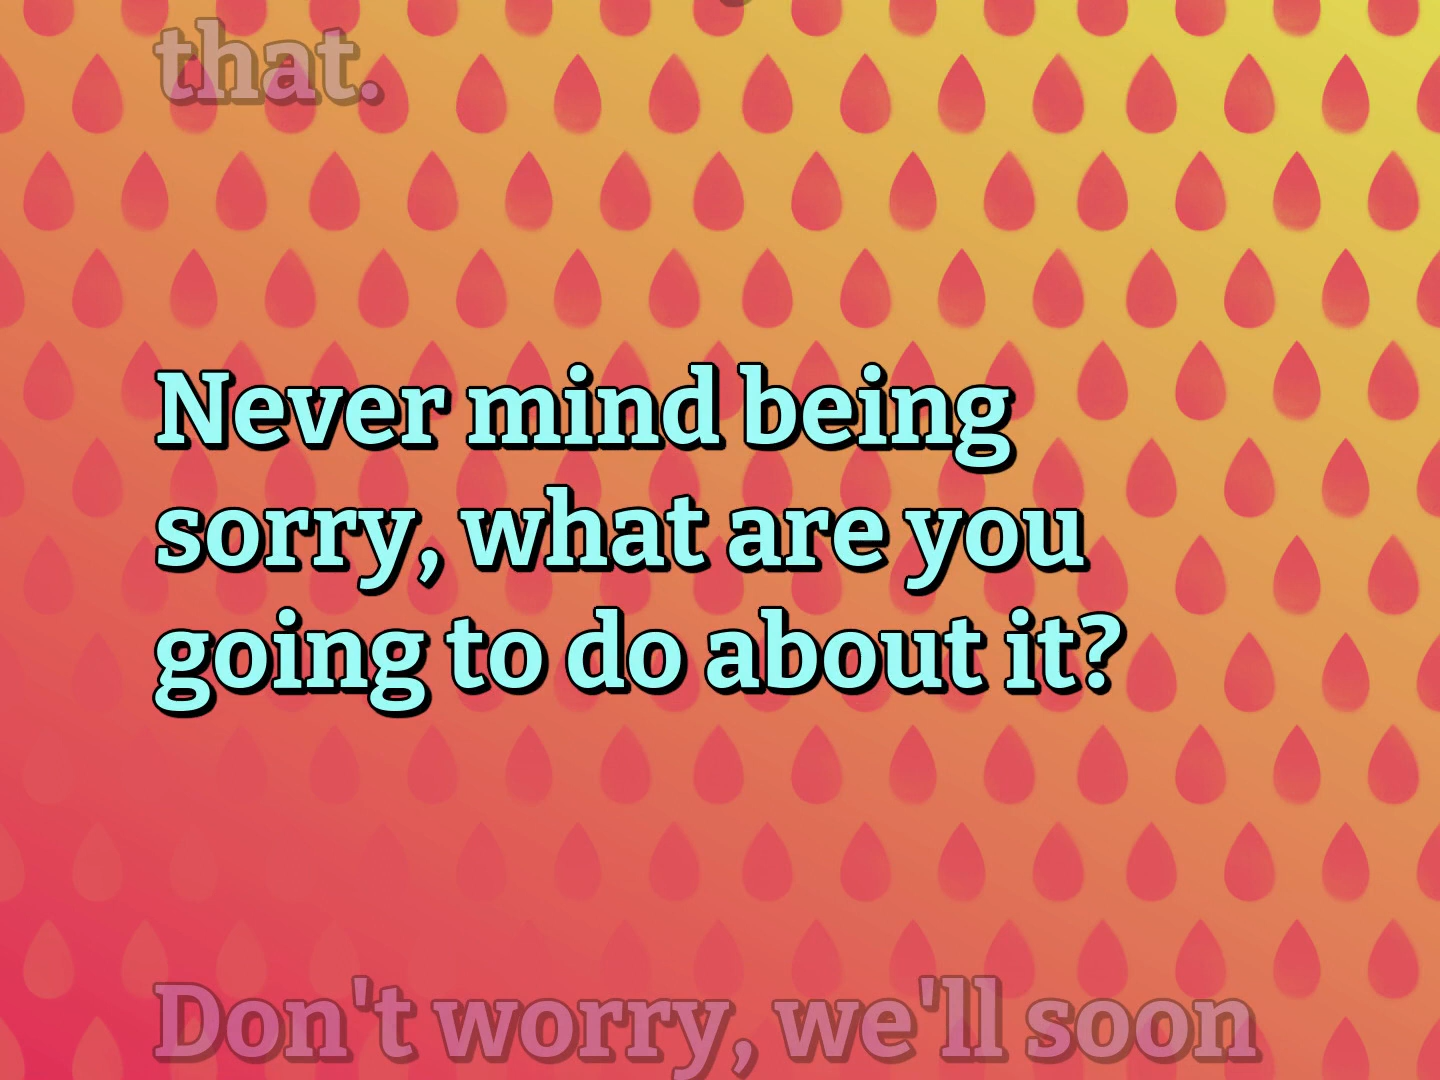 that.
Never mind being
sorry, what are you
going to do about it?
Don't worry, we'll soon